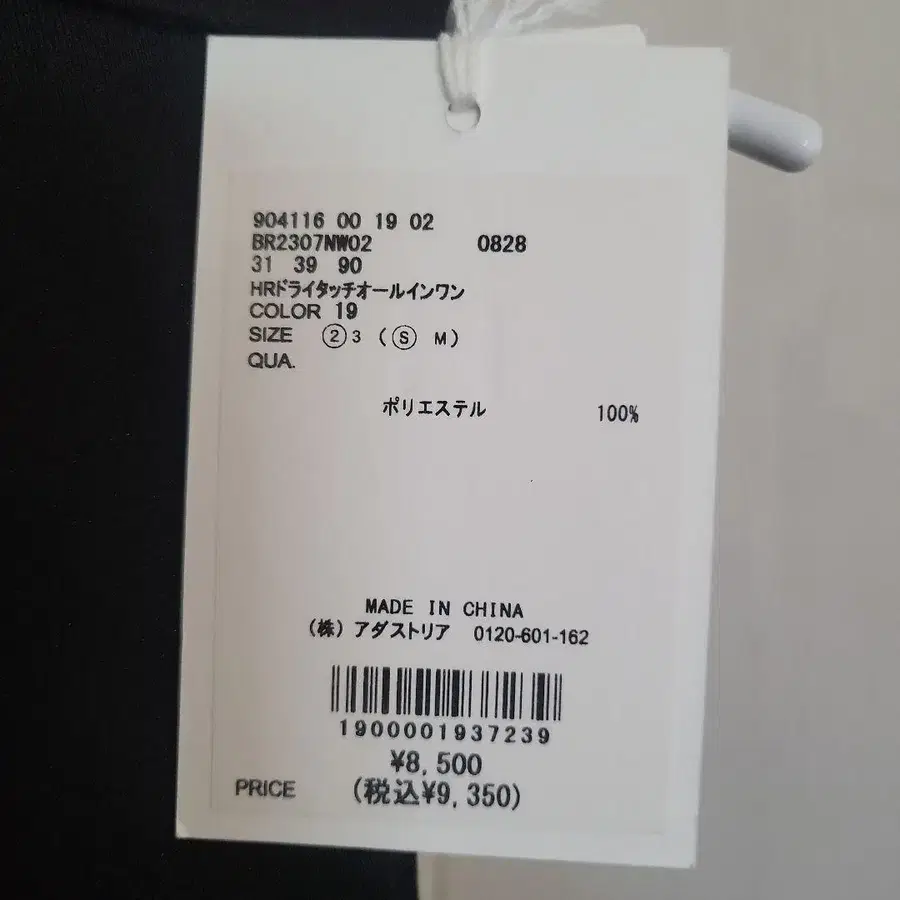 904116 00 19 02
BR2307NW02 0828
31 39 90
HRドライタッチオールインワン
COLOR 19
SIZE ②3 (Ⓢ M)
QUA.
ポリエステル 100%
MADE IN CHINA
(株) アダストリア 0120-601-162
1900001937239
¥8,500
PRICE (税込¥9,350)